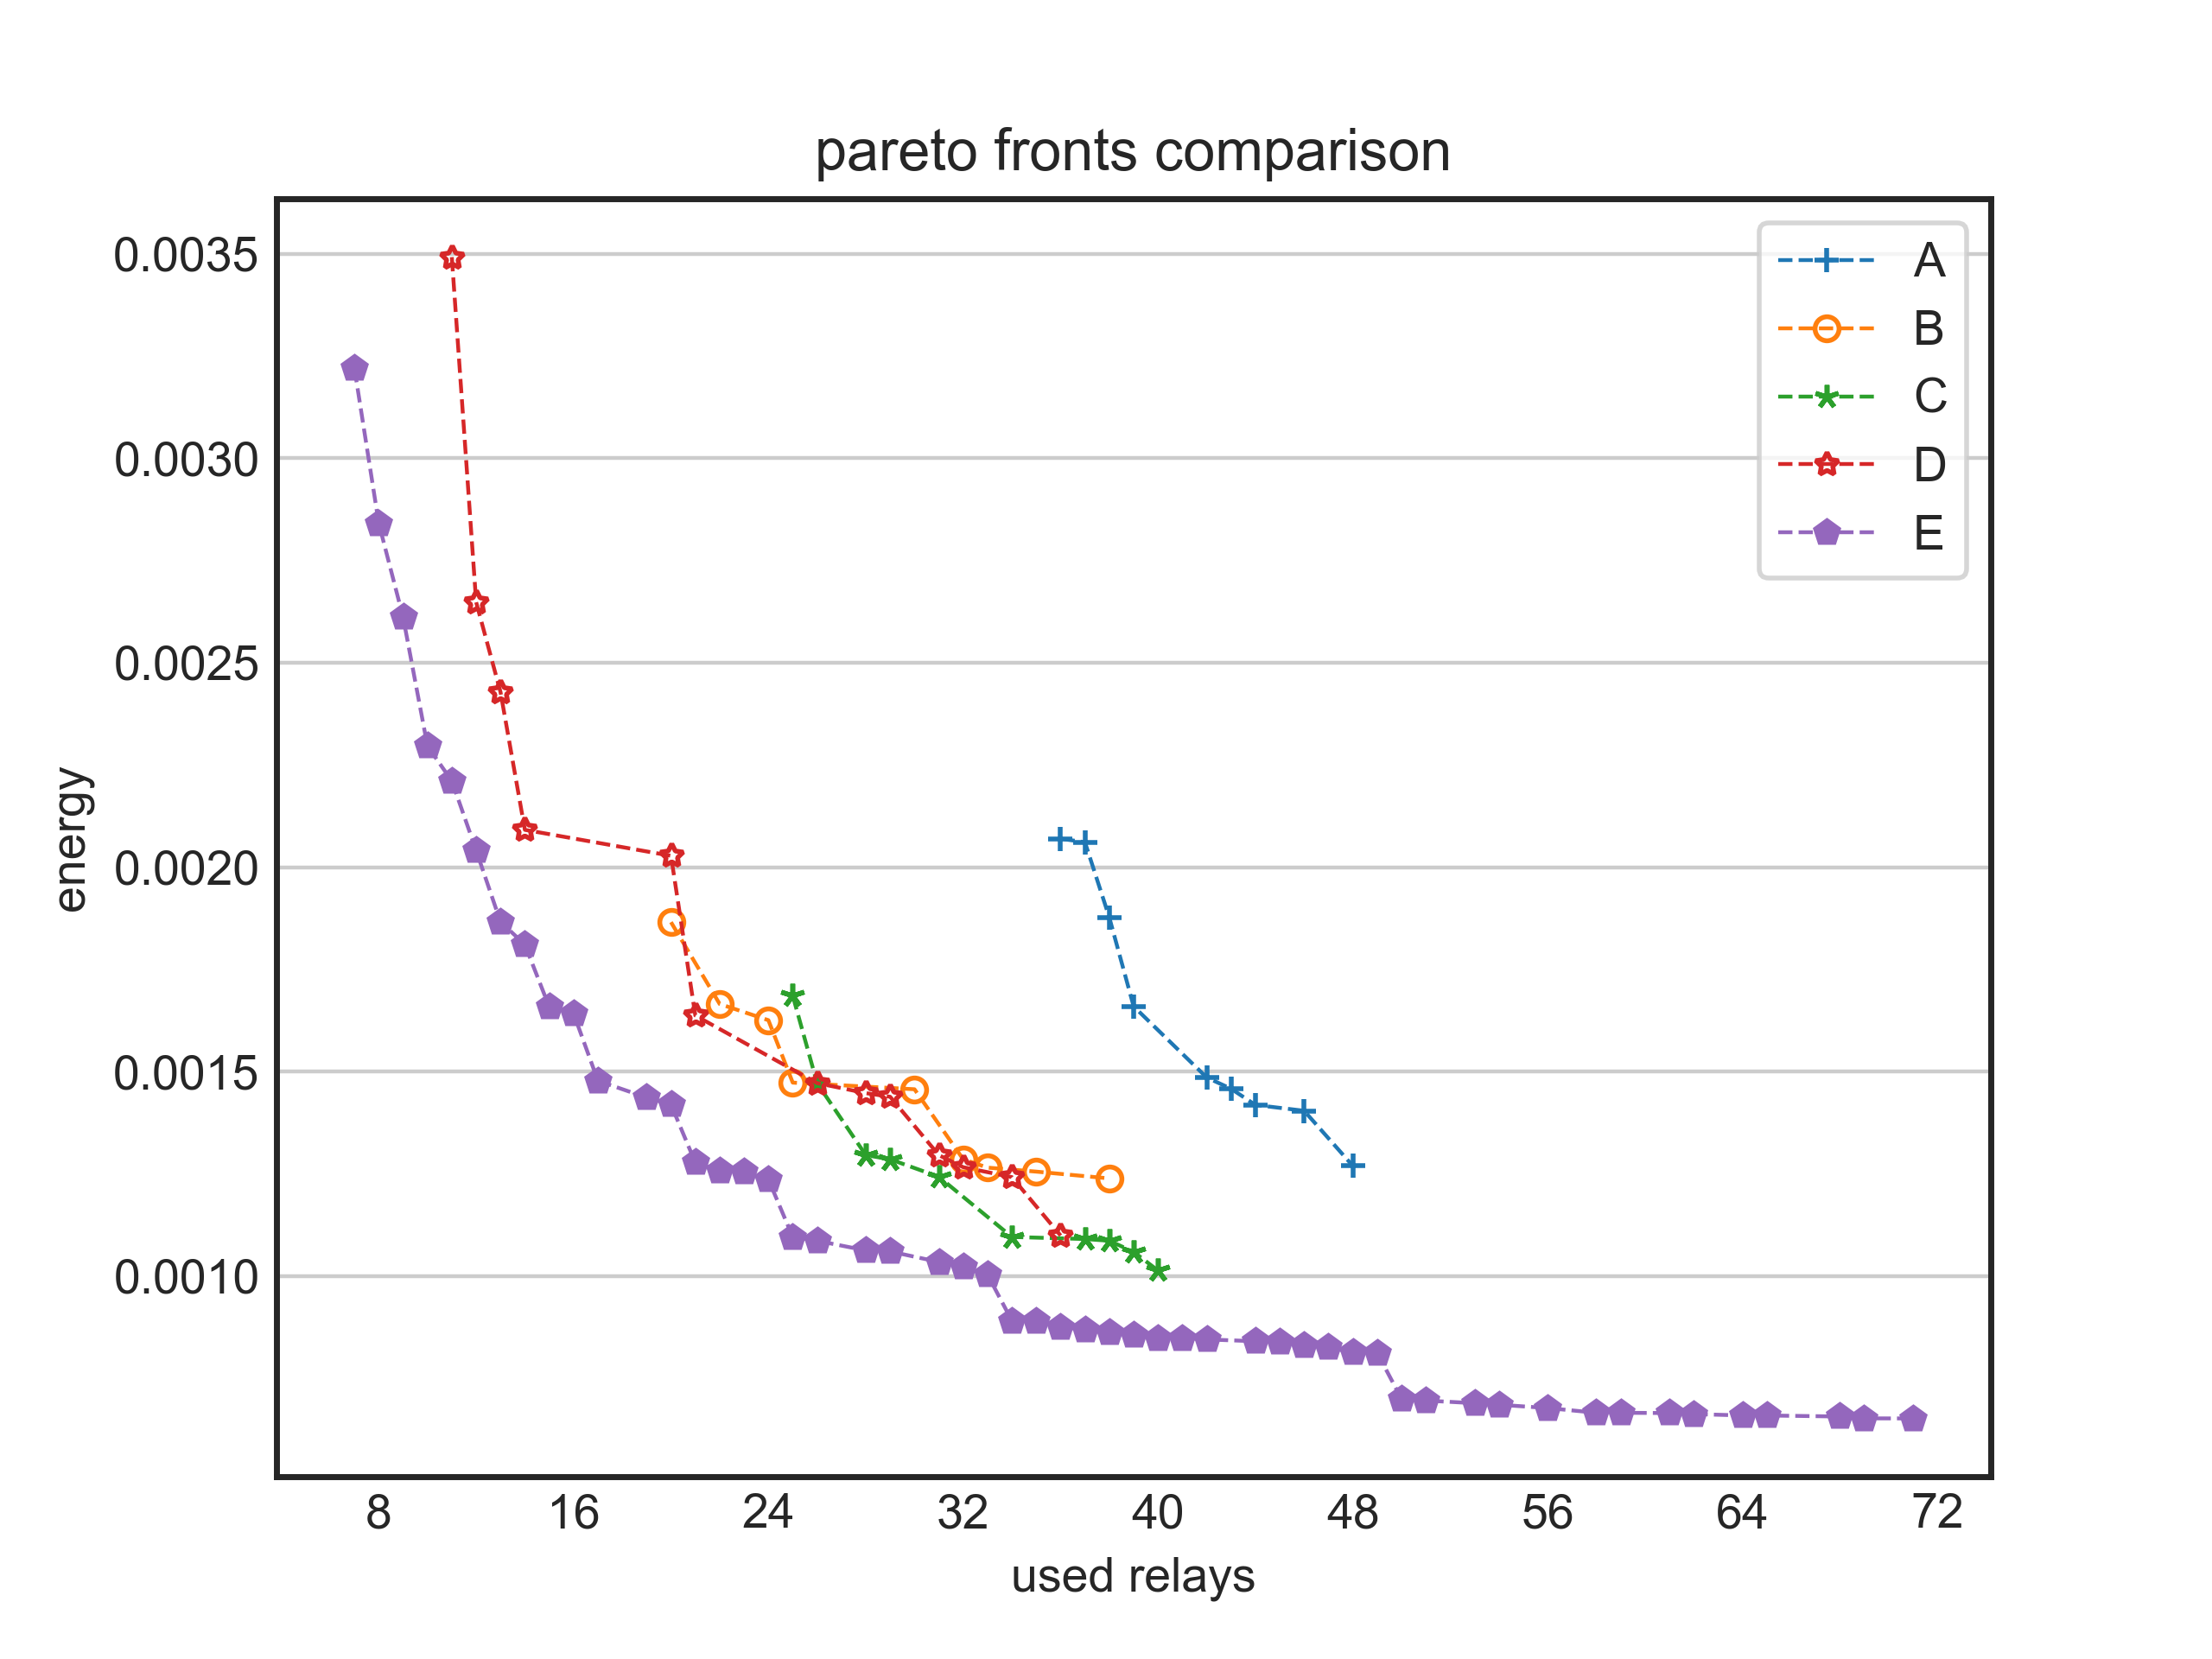 pareto fronts comparison
0.0035
0.0030
0.0025
0.0020
0.0015
0.0010
energy
A
B
C
D
E
8 16 24 32 40 48 56 64 72
used relays